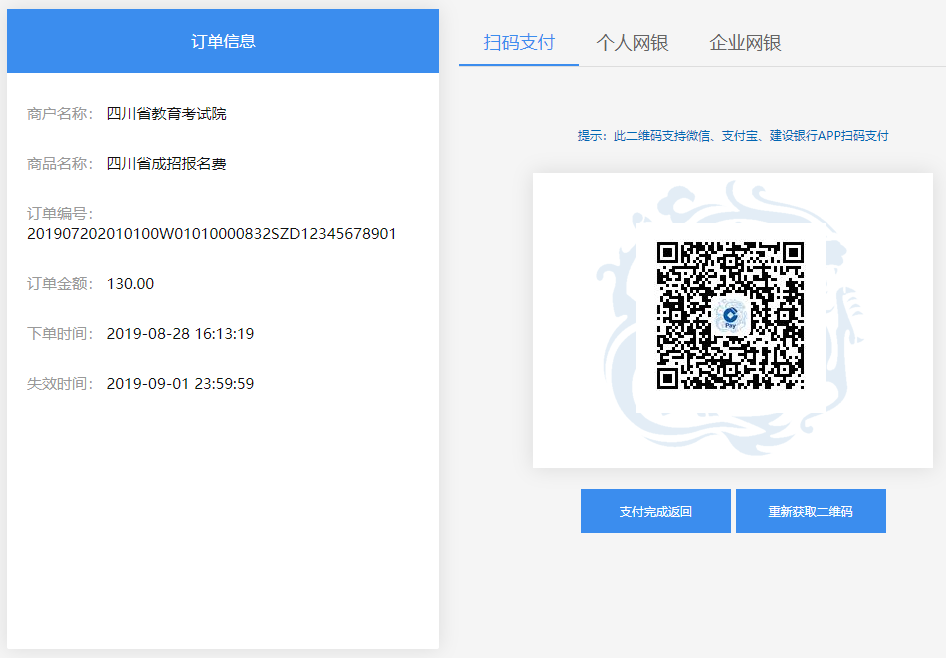 订单信息
商户名称： 四川省教育考试院
商品名称： 四川省成招报名费
订单编号：
201907202010100W01010000832SZD12345678901
订单金额： 130.00
下单时间： 2019-08-28 16:13:19
失效时间： 2019-09-01 23:59:59
扫码支付 个人网银 企业网银
提示：此二维码支持微信、支付宝、建设银行APP扫码支付
Pay
支付完成返回 重新获取二维码